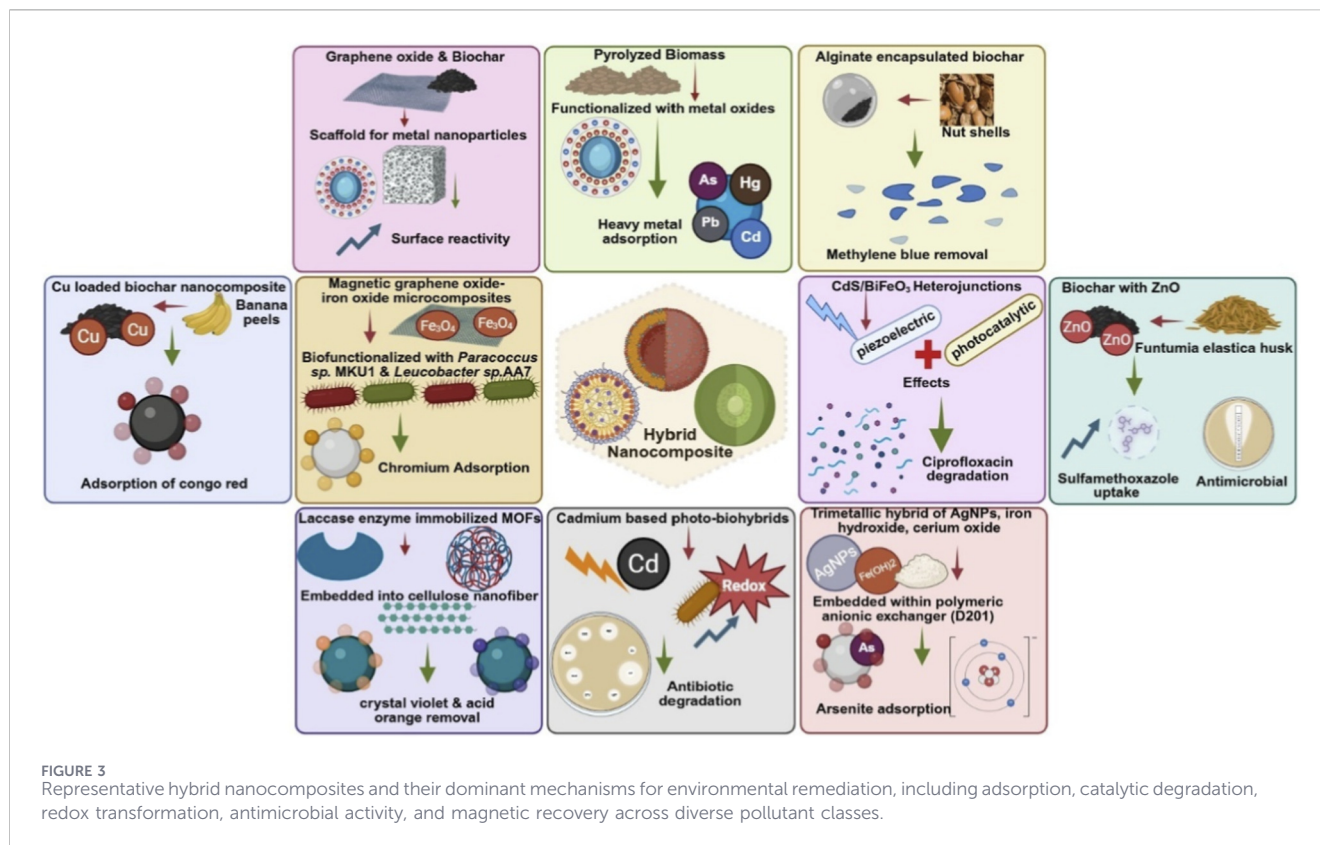 Graphene oxide & Biochar
Scaffold for metal nanoparticles
Surface reactivity
Pyrolyzed Biomass
Functionalized with metal oxides
As
Hg
Pb
Cd
Heavy metal
adsorption
Alginate encapsulated biochar
Nut shells
Methylene blue removal
Cu loaded biochar nanocomposite
Cu
Cu
Banana
peels
Adsorption of congo red
Magnetic graphene oxide-
iron oxide microcomposites
Fe₃O₄
Fe₃O₄
Biofunctionalized with Paracoccus
sp. MKU1 & Leucobacter sp.AA7
Chromium Adsorption
Hybrid
Nanocomposite
CdS/BiFeO₃ Heterojunctions
piezoelectric
photocatalytic
Effects
Ciprofloxacin
degradation
Biochar with ZnO
ZnO
ZnO
Funtumia elastica husk
Sulfamethoxazole
uptake
Antimicrobial
Laccase enzyme immobilized MOFs
Embedded into cellulose nanofiber
crystal violet & acid
orange removal
Cadmium based photo-biohybrids
Cd
Redox
Antibiotic
degradation
Trimetallic hybrid of AgNPs, iron
hydroxide, cerium oxide
AgNPs
Fe(OH)2
Embedded within polymeric
anionic exchanger (D201)
As
Arsenite adsorption
FIGURE 3
Representative hybrid nanocomposites and their dominant mechanisms for environmental remediation, including adsorption, catalytic degradation,
redox transformation, antimicrobial activity, and magnetic recovery across diverse pollutant classes.